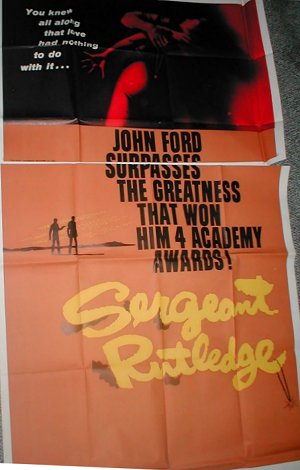 You knew
all along
that love
had nothing
to do
with it...
JOHN FORD
SURPASSES
THE GREATNESS
THAT WON
HIM 4 ACADEMY
AWARDS!
Sergeant
Rutledge